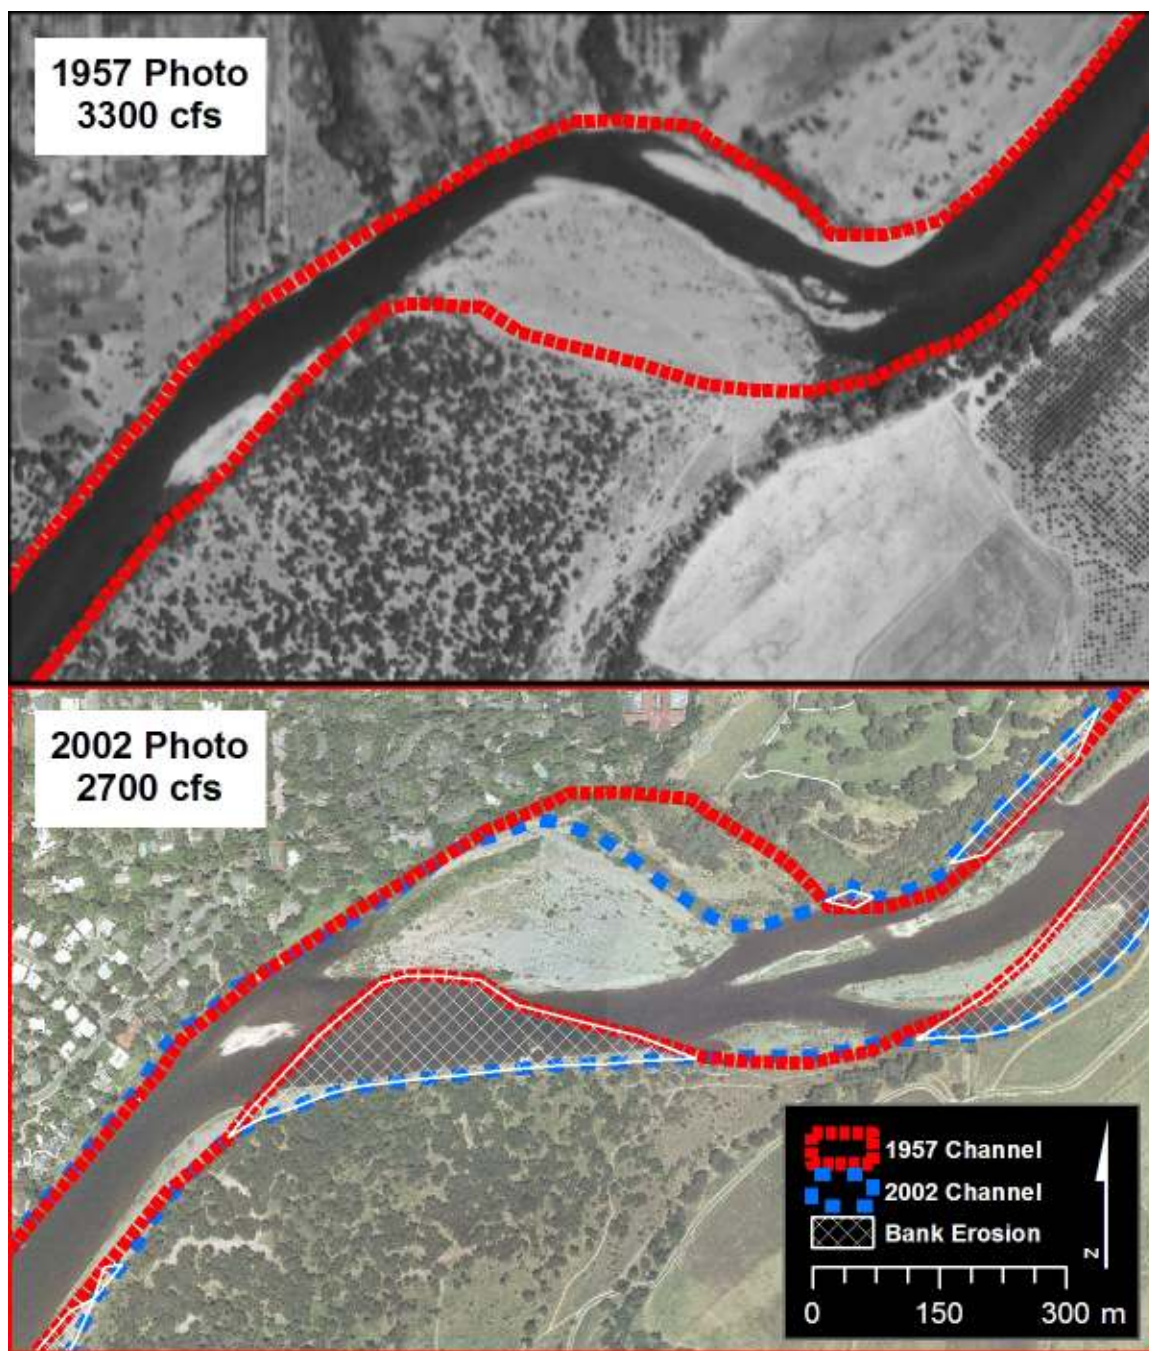 1957 Photo
3300 cfs
2002 Photo
2700 cfs
1957 Channel
2002 Channel
Bank Erosion
N
0 150 300 m